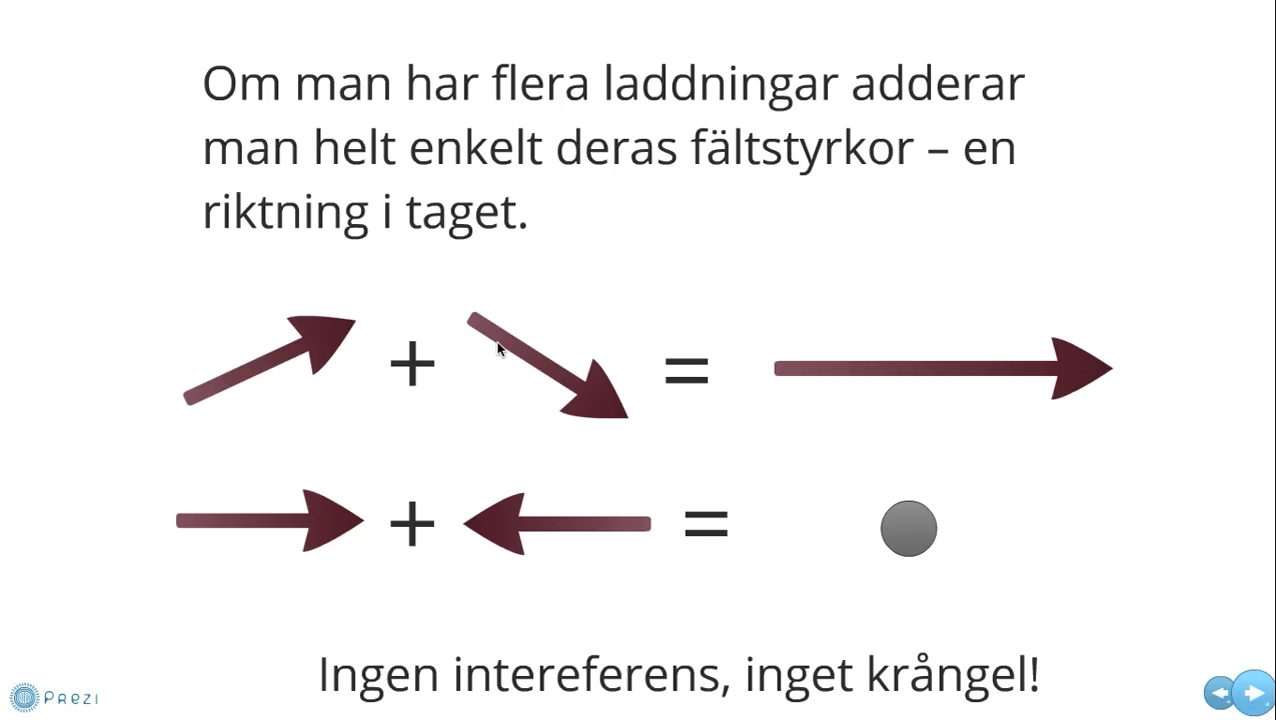 Om man har flera laddningar adderar
man helt enkelt deras fältstyrkor – en
riktning i taget.
+ =
+ =
Ingen intereferens, inget krångel!
PREZI